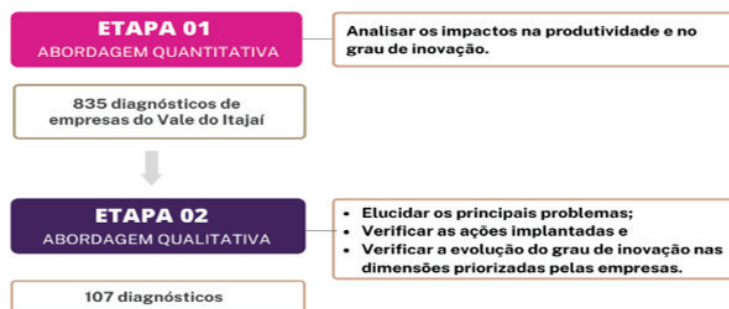 ETAPA 01
ABORDAGEM QUANTITATIVA
Analisar os impactos na produtividade e no
grau de inovação.
835 diagnósticos de
empresas do Vale do Itajaí
ETAPA 02
ABORDAGEM QUALITATIVA
• Elucidar os principais problemas;
• Verificar as ações implantadas e
• Verificar a evolução do grau de inovação nas
dimensões priorizadas pelas empresas.
107 diagnósticos